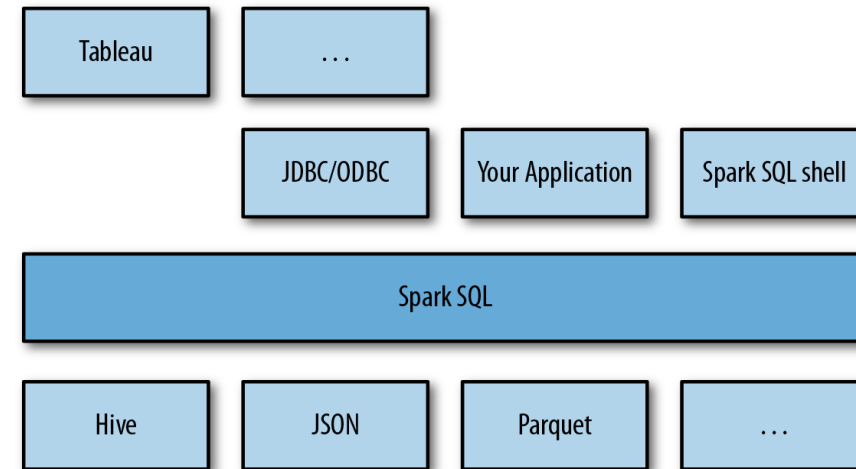 Tableau
. . .
JDBC/ODBC
Your Application
Spark SQL shell
Spark SQL
Hive
JSON
Parquet
. . .